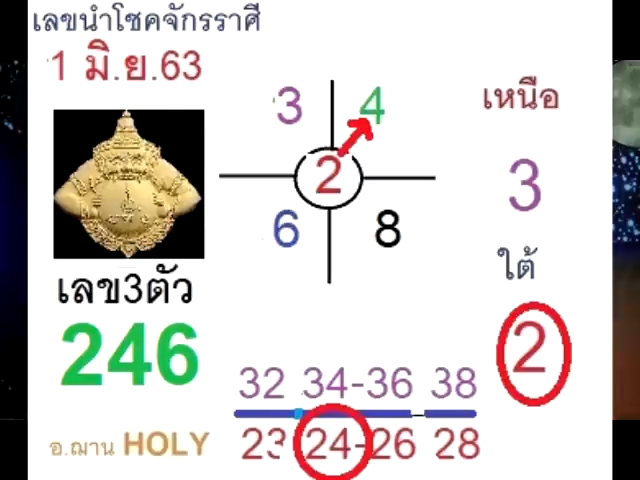 เลขนำโชคจักรราศี
1 มิ.ย.63
3 4
2
6 8
เหนือ
3
ใต้
2
เลข3ตัว
246
อ.ฌาน HOLY
32 34-36 38
23 24-26 28